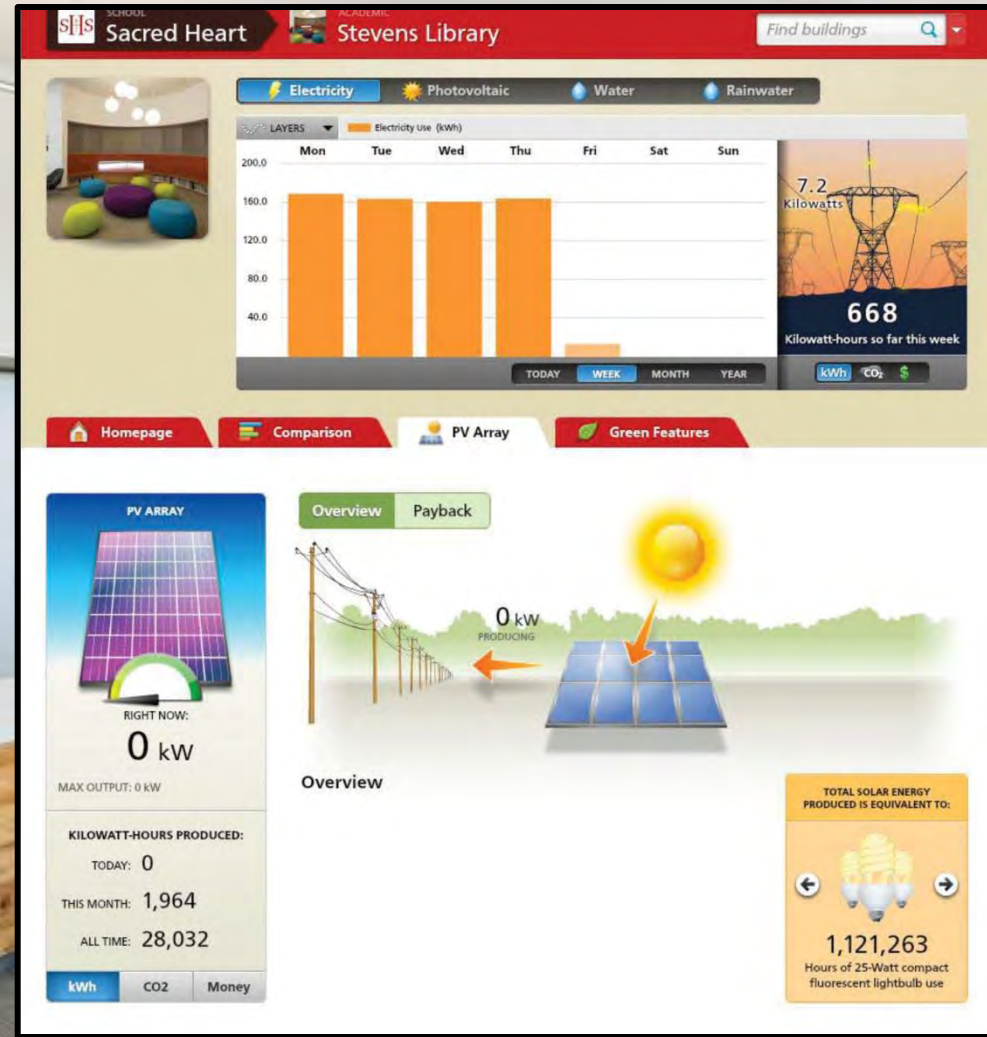 SHS
SCHOOL
Sacred Heart
ACADEMIC
Stevens Library
Find buildings
Electricity
Photovoltaic
Water
Rainwater
LAYERS
Electricity Use (kWh)
Mon Tue Wed Thu Fri Sat Sun
200.0
160.0
120.0
80.0
40.0
7.2
Kilowatts
668
Kilowatt-hours so far this week
TODAY WEEK MONTH YEAR
kWh CO₂ $
Homepage
Comparison
PV Array
Green Features
PV ARRAY
RIGHT NOW:
0 kW
MAX OUTPUT: 0 kW
KILOWATT-HOURS PRODUCED:
TODAY: 0
THIS MONTH: 1,964
ALL TIME: 28,032
kWh CO2 Money
Overview Payback
0 kW
PRODUCING
Overview
TOTAL SOLAR ENERGY
PRODUCED IS EQUIVALENT TO:
1,121,263
Hours of 25-Watt compact
fluorescent lightbulb use